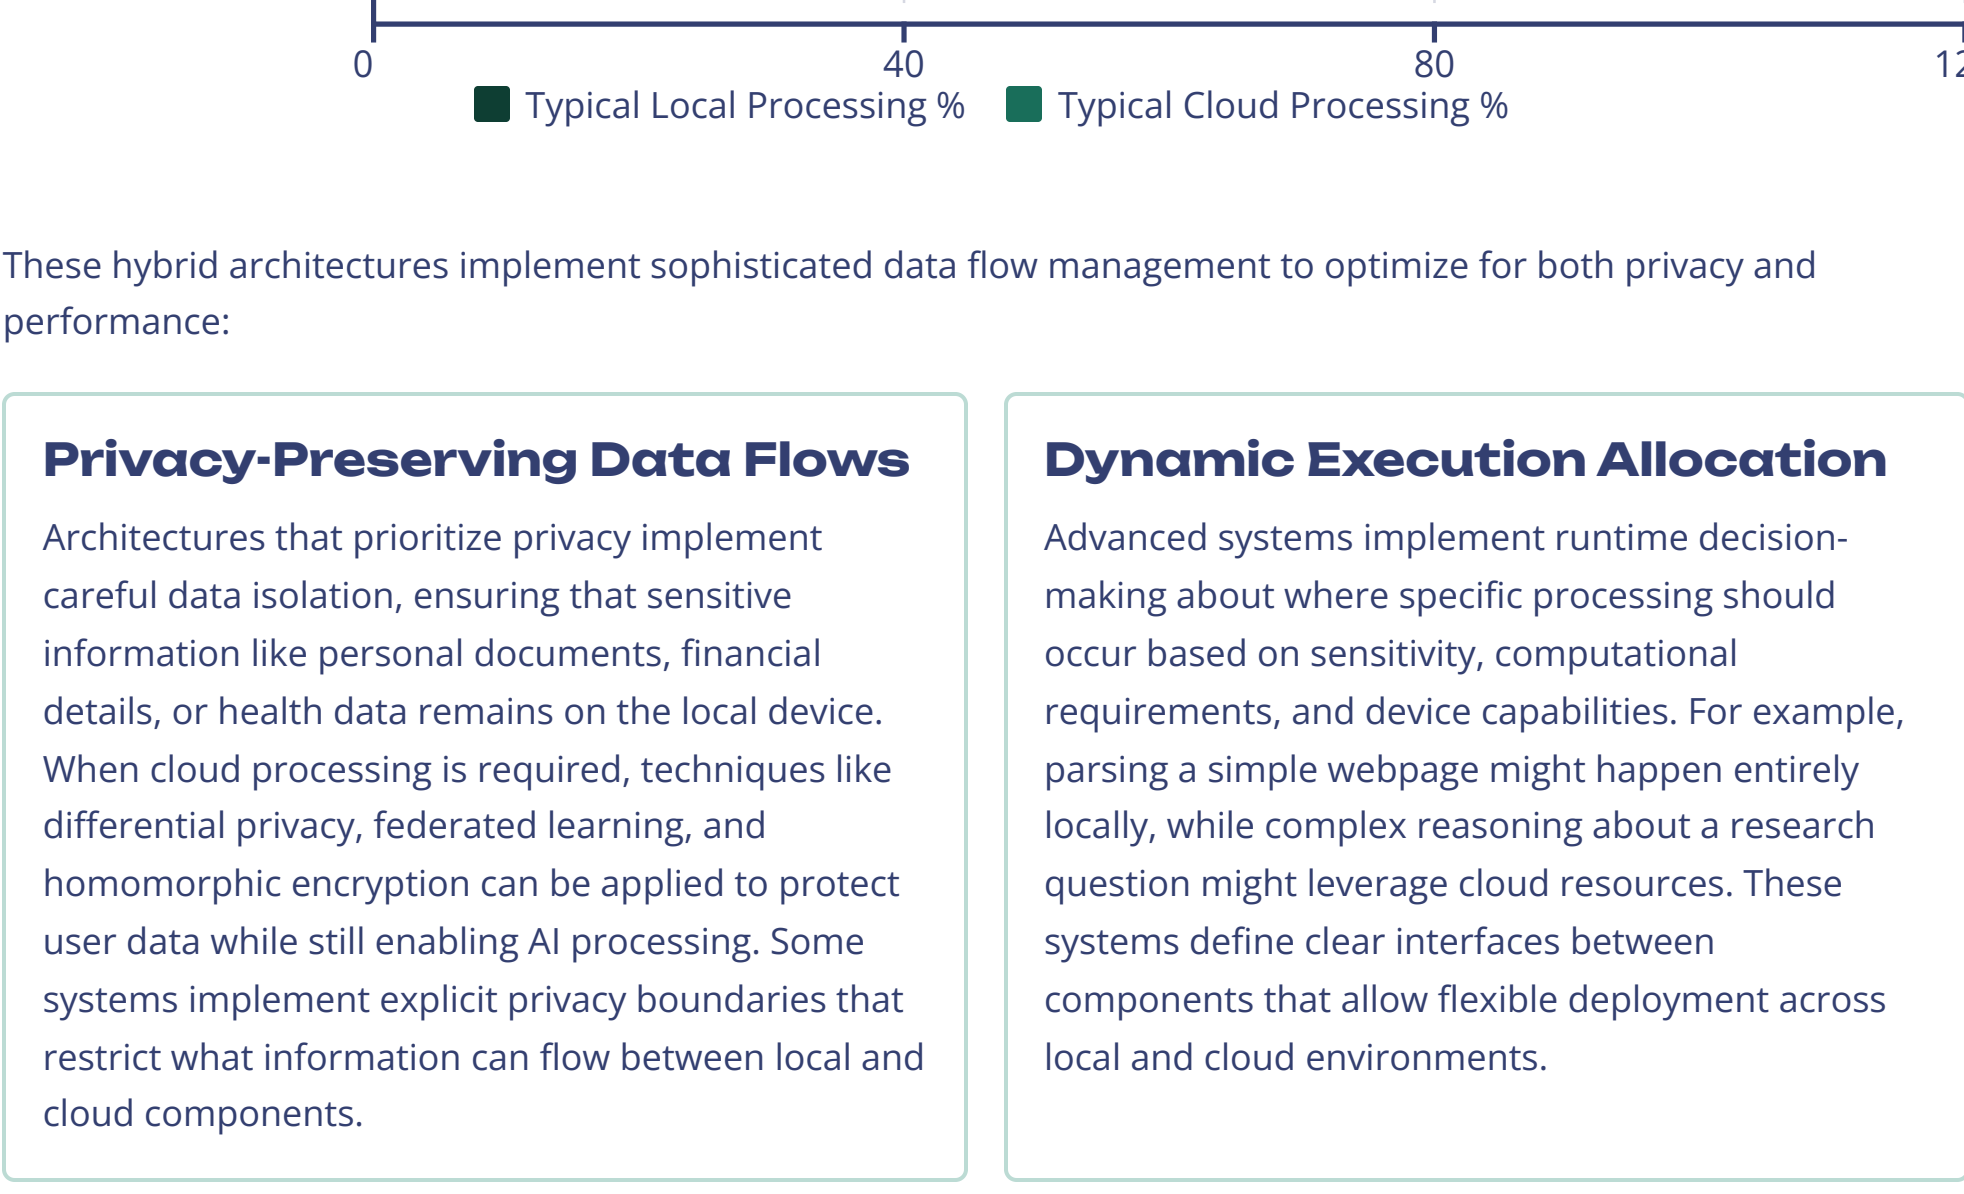 0 40 80 12
Typical Local Processing % Typical Cloud Processing %
These hybrid architectures implement sophisticated data flow management to optimize for both privacy and
performance:
Privacy-Preserving Data Flows
Architectures that prioritize privacy implement
careful data isolation, ensuring that sensitive
information like personal documents, financial
details, or health data remains on the local device.
When cloud processing is required, techniques like
differential privacy, federated learning, and
homomorphic encryption can be applied to protect
user data while still enabling AI processing. Some
systems implement explicit privacy boundaries that
restrict what information can flow between local and
cloud components.
Dynamic Execution Allocation
Advanced systems implement runtime decision-
making about where specific processing should
occur based on sensitivity, computational
requirements, and device capabilities. For example,
parsing a simple webpage might happen entirely
locally, while complex reasoning about a research
question might leverage cloud resources. These
systems define clear interfaces between
components that allow flexible deployment across
local and cloud environments.